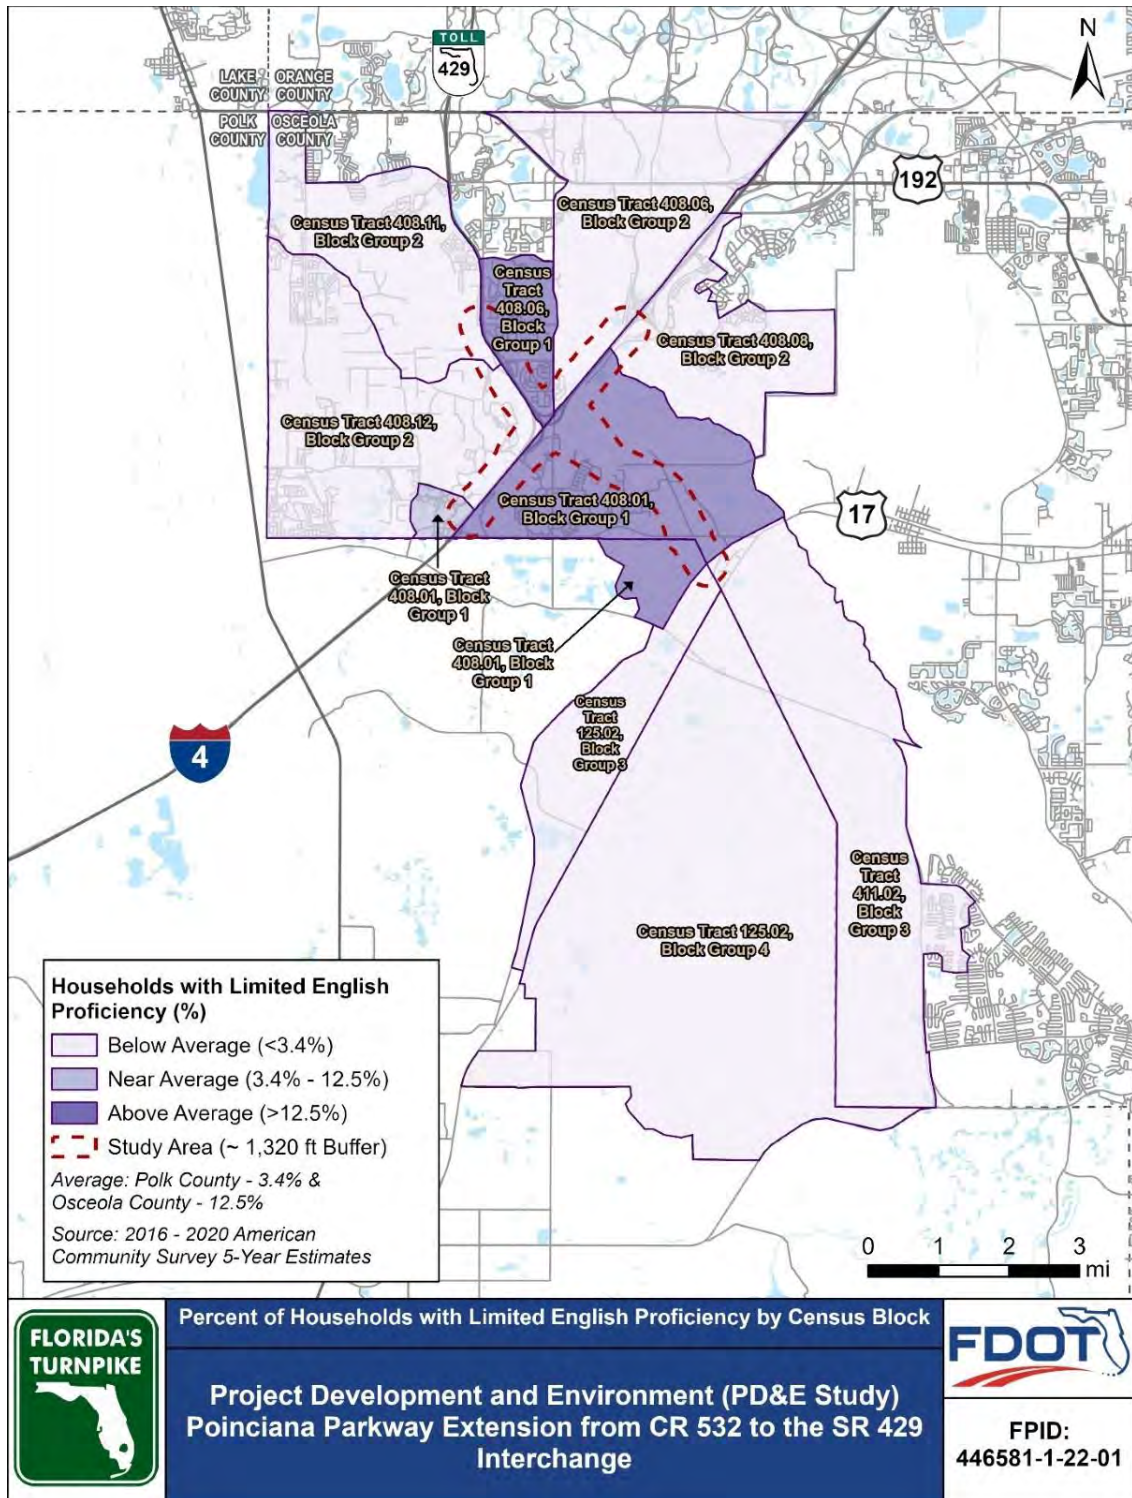 N
TOLL
429
LAKE COUNTY
ORANGE COUNTY
POLK COUNTY
OSCEOLA COUNTY
192
Census Tract 408.11,
Block Group 2
Census Tract 408.06,
Block Group 2
Census
Tract
408.06,
Block
Group 1
Census Tract 408.08,
Block Group 2
Census Tract 408.12,
Block Group 2
Census Tract 408.01,
Block Group 1
17
Census Tract
408.01, Block
Group 1
Census Tract
408.01, Block
Group 1
Census
Tract
125.02,
Block
Group 3
4
Census
Tract
411.02,
Block
Group 3
Census Tract 125.02,
Block Group 4
Households with Limited English
Proficiency (%)
Below Average (<3.4%)
Near Average (3.4% - 12.5%)
Above Average (>12.5%)
Study Area (~ 1,320 ft Buffer)
Average: Polk County - 3.4% &
Osceola County - 12.5%
Source: 2016 - 2020 American
Community Survey 5-Year Estimates
0 1 2 3
mi
FLORIDA'S
TURNPIKE
Percent of Households with Limited English Proficiency by Census Block
Project Development and Environment (PD&E Study)
Poinciana Parkway Extension from CR 532 to the SR 429
Interchange
FDOT
FPID:
446581-1-22-01